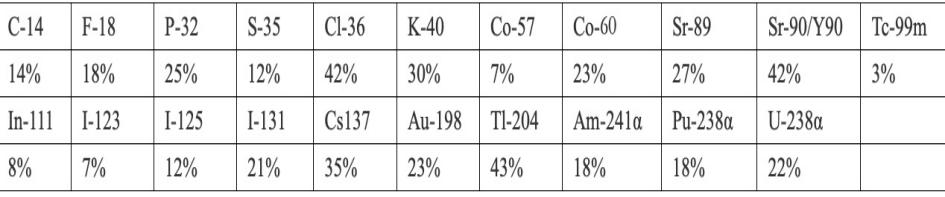 C-14 F-18 P-32 S-35 Cl-36 K-40 Co-57 Co-60 Sr-89 Sr-90/Y90 Tc-99m
14% 18% 25% 12% 42% 30% 7% 23% 27% 42% 3%
In-111 I-123 I-125 I-131 Cs137 Au-198 Tl-204 Am-241α Pu-238α U-238α
8% 7% 12% 21% 35% 23% 43% 18% 18% 22%